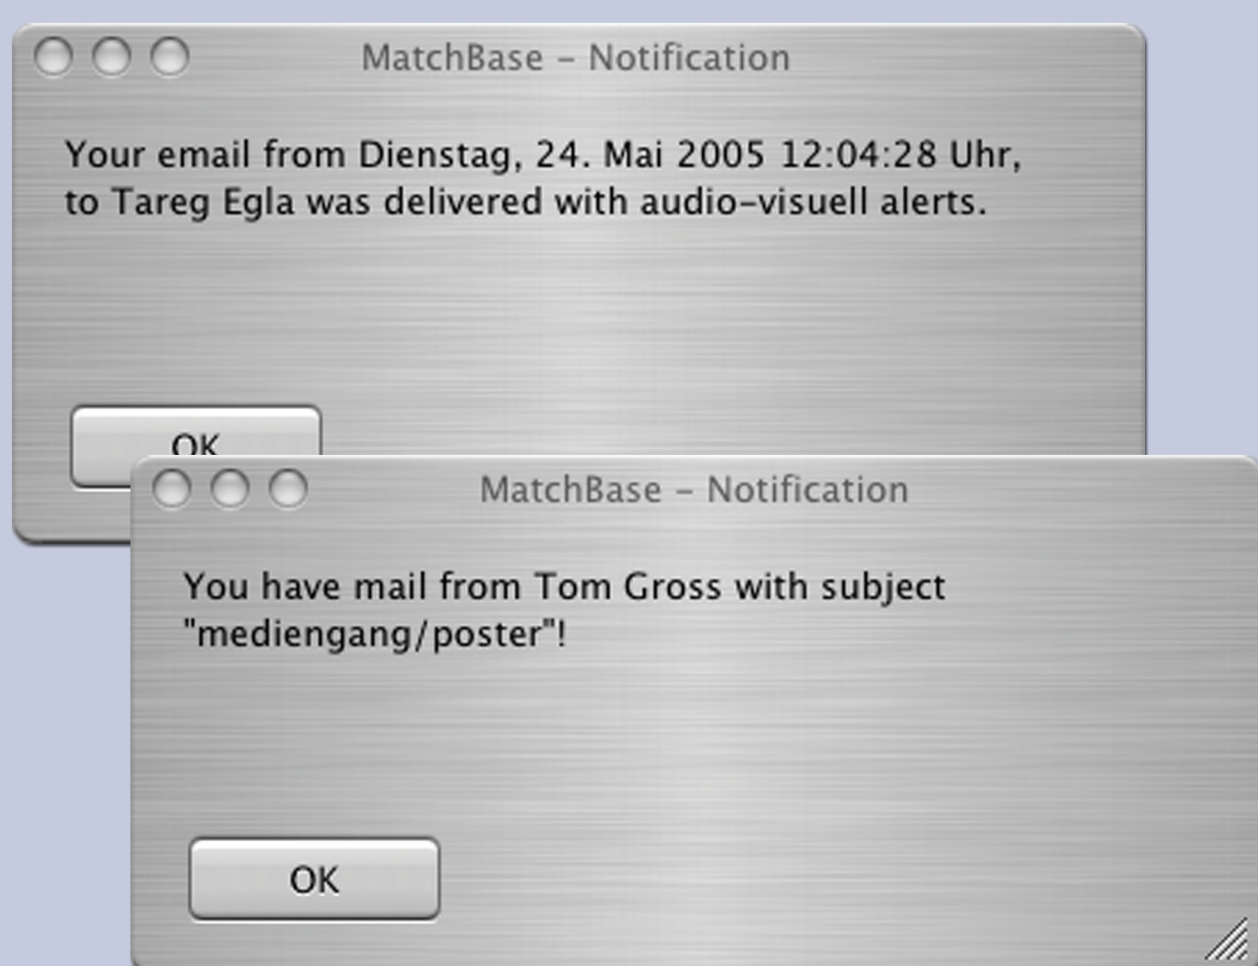 MatchBase – Notification
Your email from Dienstag, 24. Mai 2005 12:04:28 Uhr,
to Tareg Egla was delivered with audio–visuell alerts.
OK
MatchBase – Notification
You have mail from Tom Gross with subject
"mediengang/poster"!
OK